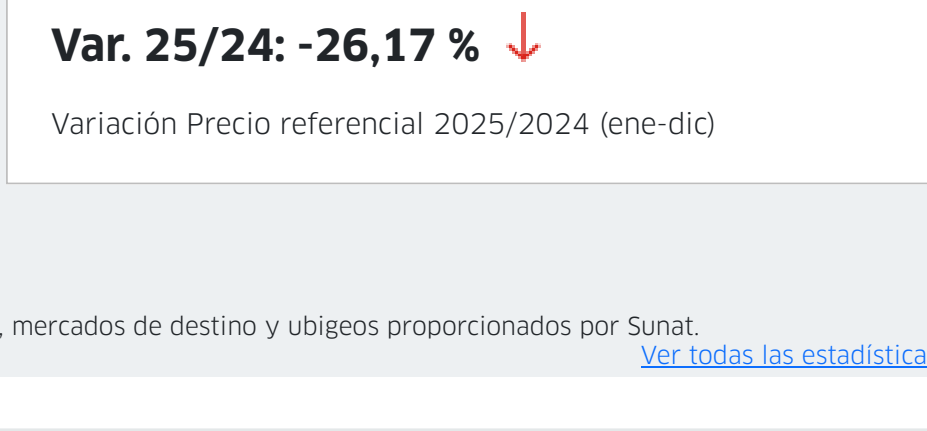 Var. 25/24: -26,17 %
Variación Precio referencial 2025/2024 (ene-dic)
, mercados de destino y ubigeos proporcionados por Sunat.
Ver todas las estadística